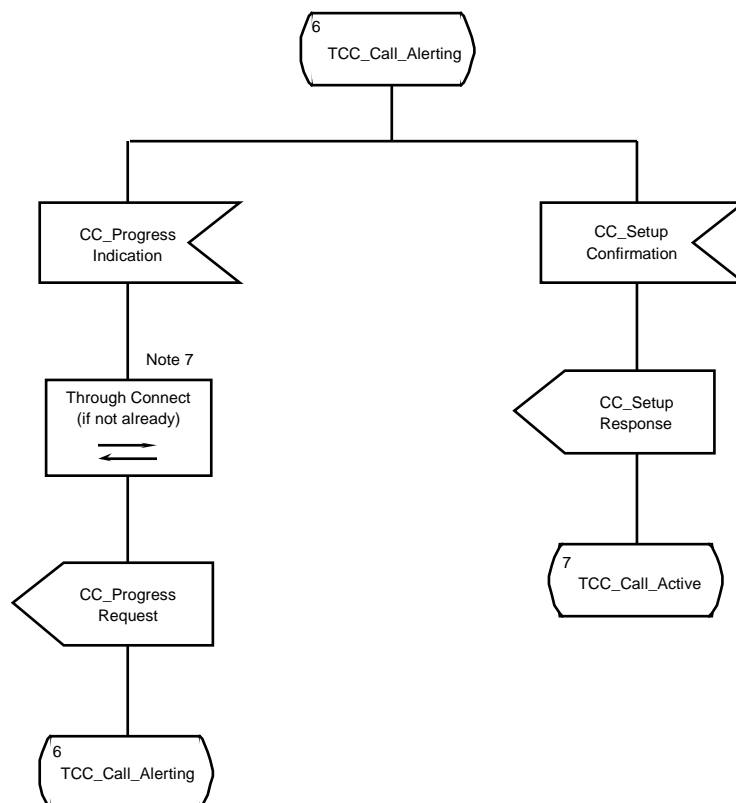 6
TCC_Call_Alerting
CC_Progress
Indication
CC_Setup
Confirmation
Note 7
Through Connect
(if not already)
CC_Setup
Response
CC_Progress
Request
7
TCC_Call_Active
6
TCC_Call_Alerting